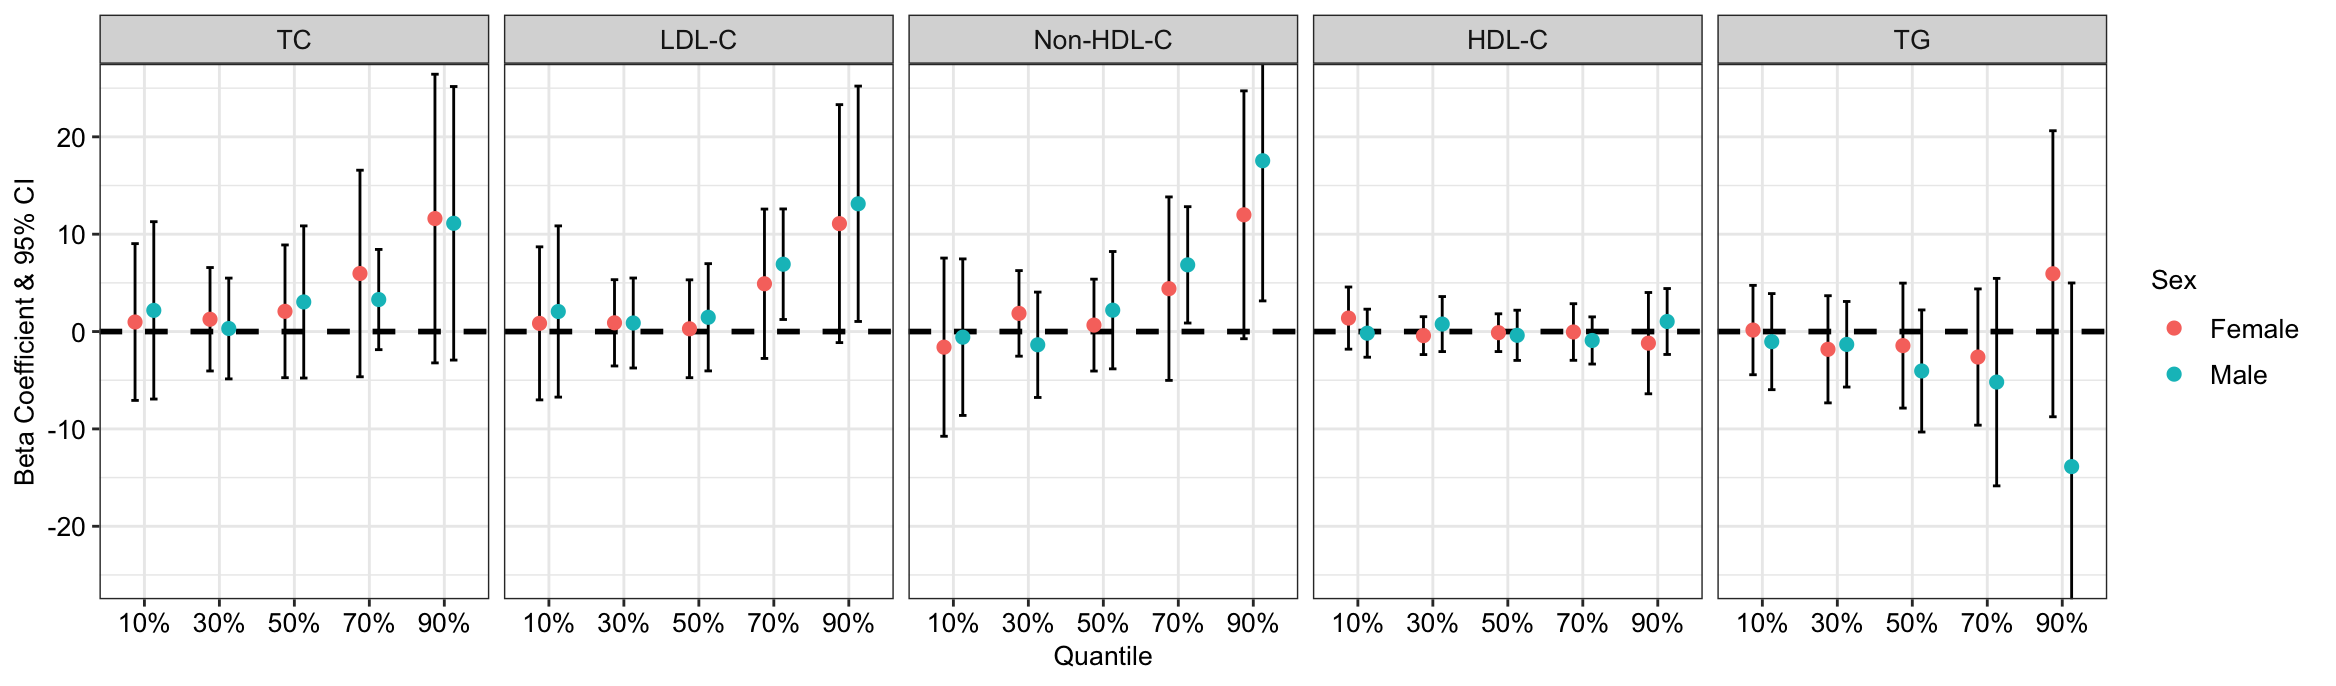 TC LDL-C Non-HDL-C HDL-C TG
Beta Coefficient & 95% CI
20
10
0
-10
-20
10% 30% 50% 70% 90% 10% 30% 50% 70% 90% 10% 30% 50% 70% 90% 10% 30% 50% 70% 90% 10% 30% 50% 70% 90%
Quantile
Sex
Female
Male